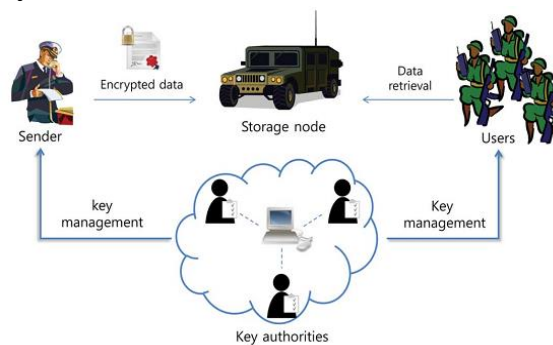 Encrypted data
Data
retrieval
Sender
Storage node
Users
key
management
Key
management
Key authorities